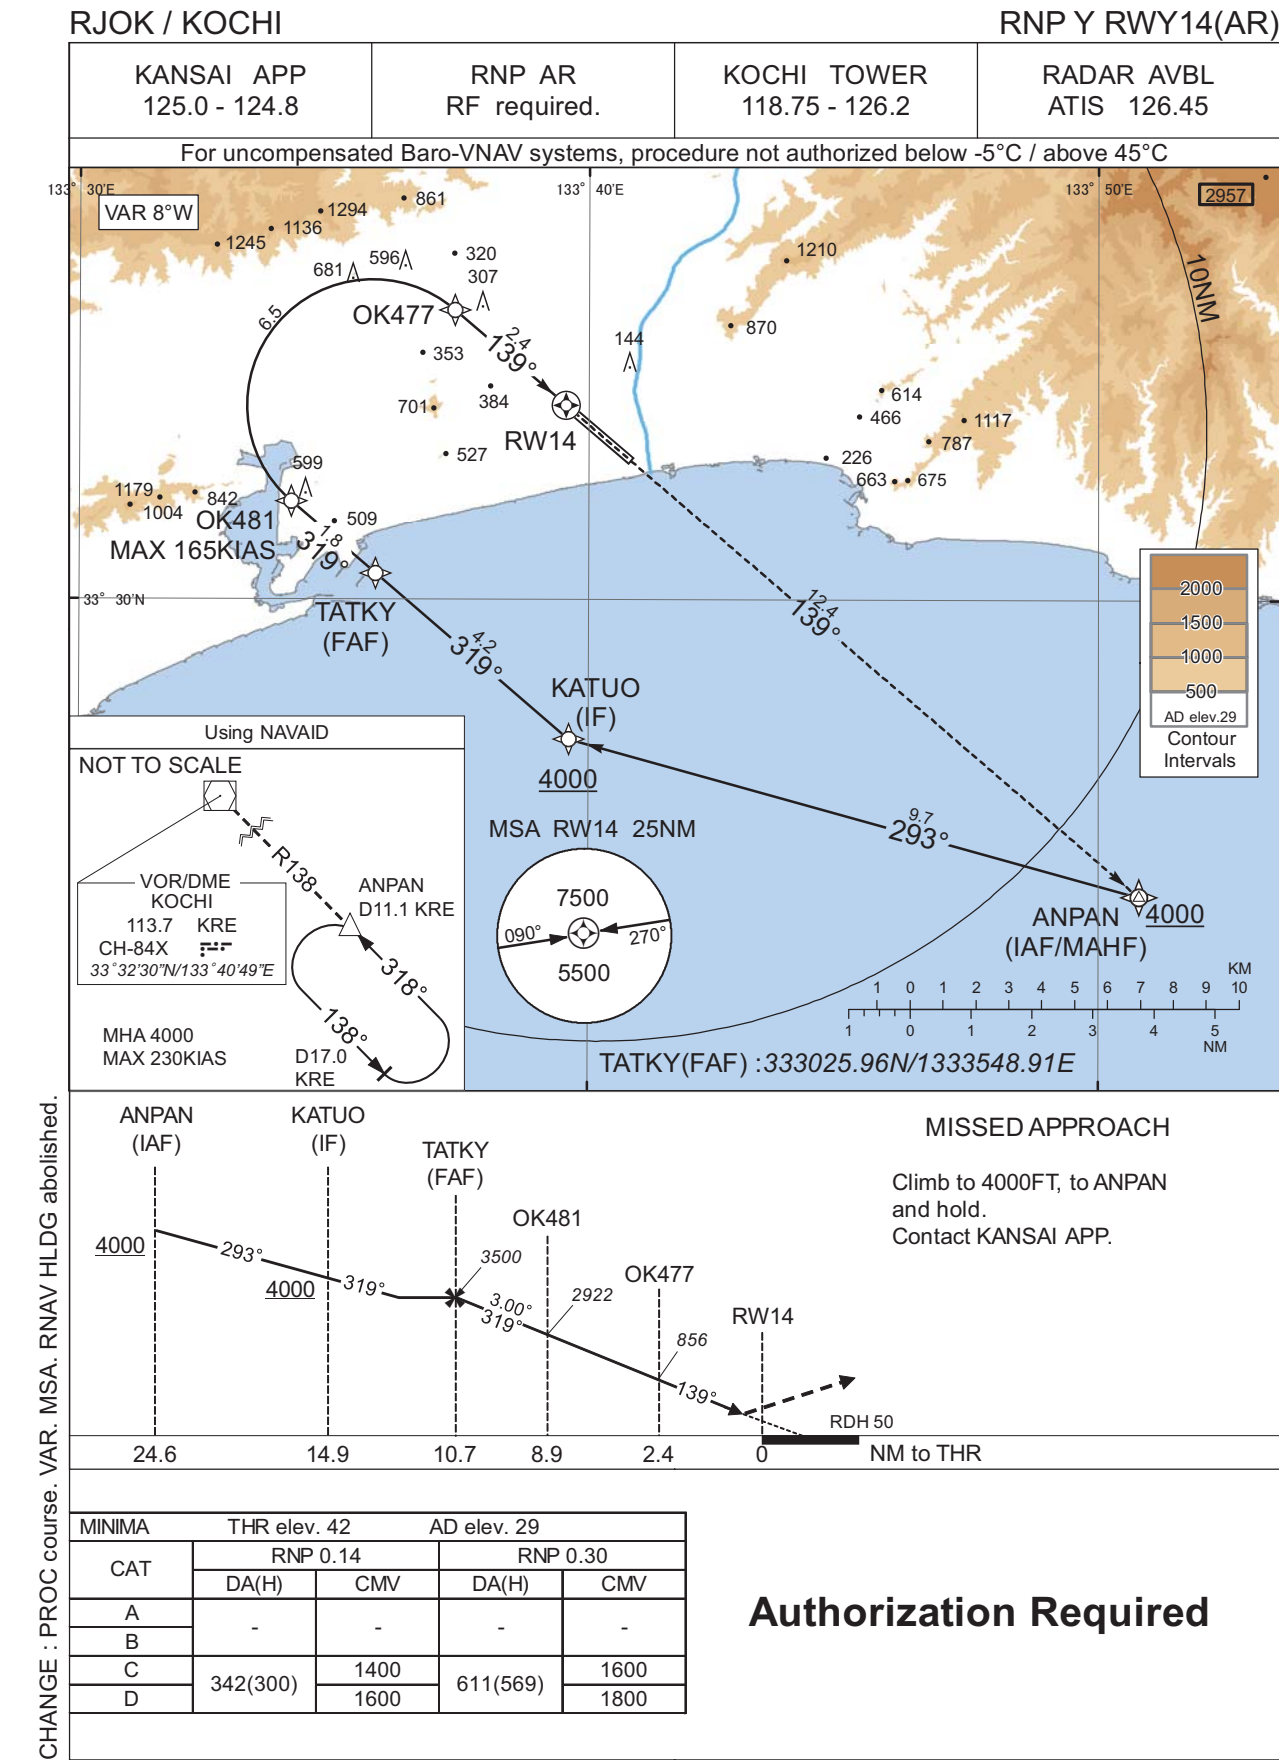 RJOK / KOCHI
RNP Y RWY14(AR)
KANSAI APP
125.0 - 124.8
RNP AR
RF required.
KOCHI TOWER
118.75 - 126.2
RADAR AVBL
ATIS 126.45
For uncompensated Baro-VNAV systems, procedure not authorized below -5°C / above 45°C
133° 30'E
133° 40'E
133° 50'E
VAR 8°W
2957
861
1294
1136
1245
596
681
320
307
1210
10NM
6.5
OK477
2.4
139°
870
144
353
384
701
RW14
527
614
466
1117
787
226
663
675
599
1179
1004
842
OK481
MAX 165KIAS
509
1.8
319°
33° 30'N
TATKY
(FAF)
4.2
319°
12.4
139°
KATUO
(IF)
4000
2000
1500
1000
500
AD elev.29
Contour
Intervals
9.7
293°
ANPAN
(IAF/MAHF)
4000
Using NAVAID
NOT TO SCALE
R138
VOR/DME
KOCHI
113.7 KRE
CH-84X
33°32'30"N/133°40'49"E
ANPAN
D11.1 KRE
318°
138°
D17.0
KRE
MHA 4000
MAX 230KIAS
MSA RW14 25NM
7500
090°
270°
5500
KM
1 0 1 2 3 4 5 6 7 8 9 10
1 0 1 2 3 4 5
NM
TATKY(FAF) :333025.96N/1333548.91E
ANPAN
(IAF)
KATUO
(IF)
TATKY
(FAF)
OK481
OK477
RW14
4000
293°
4000
319°
3500
3.00°
319°
2922
856
139°
RDH 50
24.6
14.9
10.7
8.9
2.4
0
NM to THR
MISSED APPROACH
Climb to 4000FT, to ANPAN
and hold.
Contact KANSAI APP.
MINIMA THR elev. 42 AD elev. 29
CAT RNP 0.14 RNP 0.30
DA(H) CMV DA(H) CMV
A
B
- - - -
C 342(300) 1400 611(569) 1600
D 1600 1800
Authorization Required
CHANGE : PROC course. VAR. MSA. RNAV HLDG abolished.